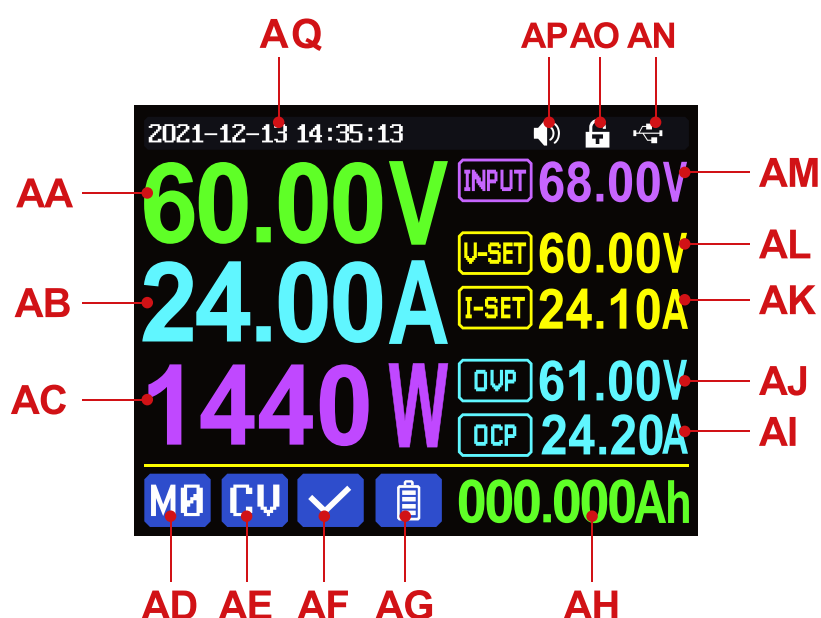 AQ AP AO AN
2021-12-13 14:35:13
AA 60.00V INPUT 68.00V AM
V-SET 60.00V AL
AB 24.00A I-SET 24.10A AK
AC 1440 W OVP 61.00V AJ
OCP 24.20A AI
M0 CV 000.000Ah
AD AE AF AG AH